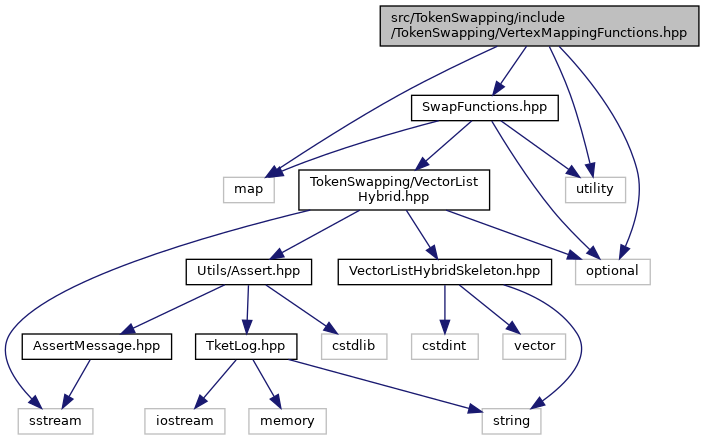 src/TokenSwapping/include
/TokenSwapping/VertexMappingFunctions.hpp
SwapFunctions.hpp
map
TokenSwapping/VectorList
Hybrid.hpp
utility
Utils/Assert.hpp
VectorListHybridSkeleton.hpp
optional
AssertMessage.hpp
TketLog.hpp
cstdlib
cstdint
vector
sstream
iostream
memory
string